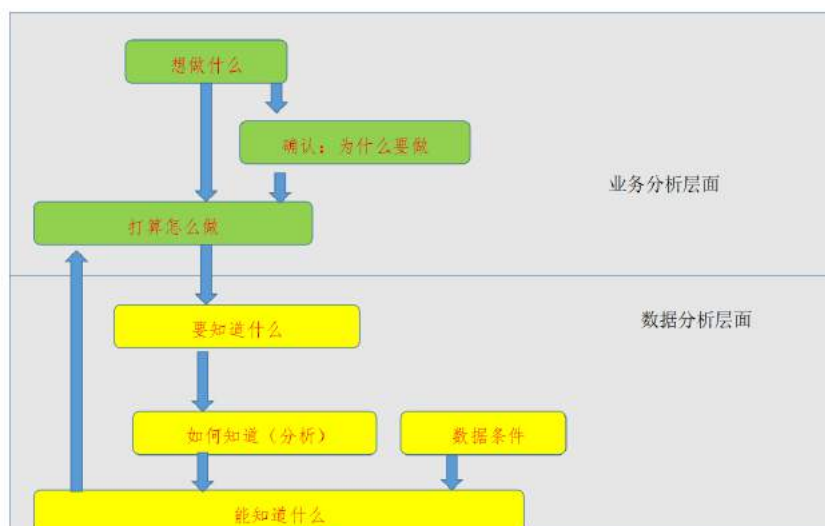 想做什么
确认：为什么要做
业务分析层面
打算怎么做
要知道什么
数据分析层面
如何知道（分析）
数据条件
能知道什么